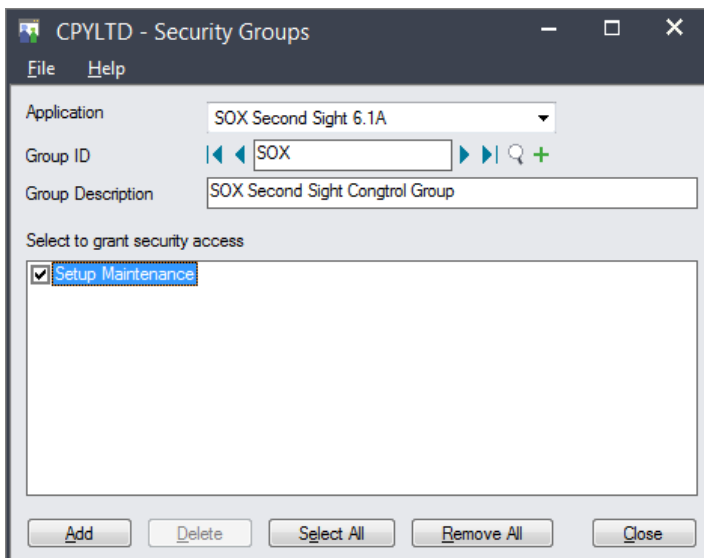 CPYLTD - Security Groups
File Help
Application SOX Second Sight 6.1A
Group ID SOX
Group Description SOX Second Sight Congtrol Group
Select to grant security access
Setup Maintenance
Add Delete Select All Remove All Close